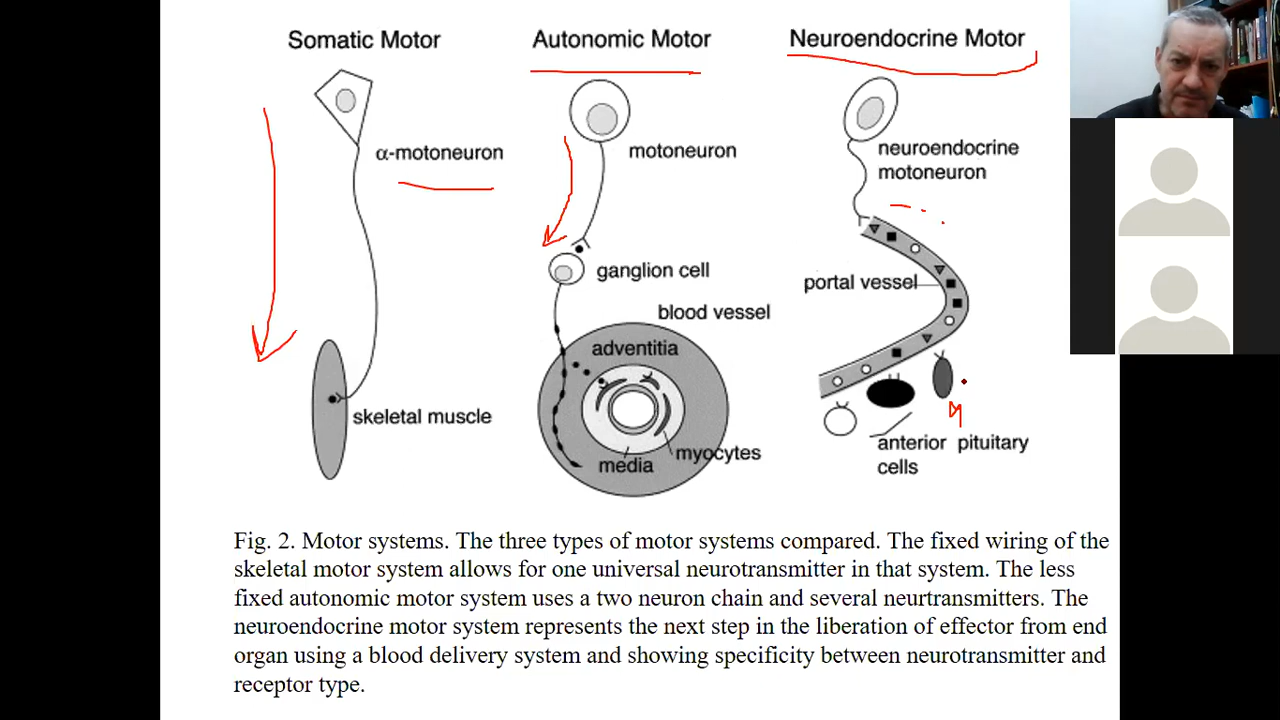 Somatic Motor
Autonomic Motor
Neuroendocrine Motor
α-motoneuron
motoneuron
neuroendocrine
motoneuron
ganglion cell
portal vessel
blood vessel
adventitia
skeletal muscle
myocytes
media
anterior pituitary
cells
Fig. 2. Motor systems. The three types of motor systems compared. The fixed wiring of the
skeletal motor system allows for one universal neurotransmitter in that system. The less
fixed autonomic motor system uses a two neuron chain and several neurtransmitters. The
neuroendocrine motor system represents the next step in the liberation of effector from end
organ using a blood delivery system and showing specificity between neurotransmitter and
receptor type.